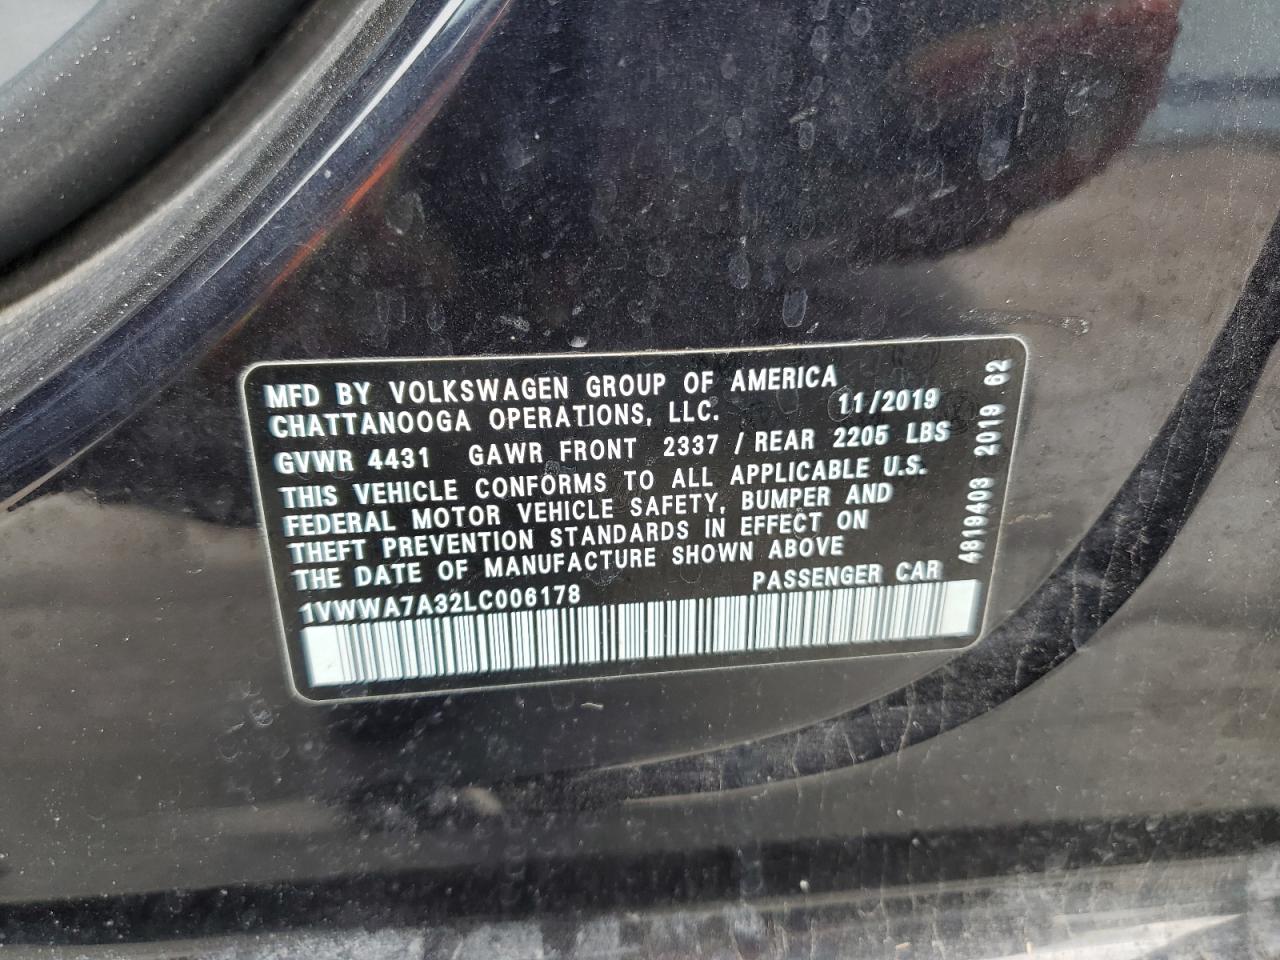 MFD BY VOLKSWAGEN GROUP OF AMERICA
CHATTANOOGA OPERATIONS, LLC. 11/2019
GVWR 4431 GAWR FRONT 2337 / REAR 2205 LBS
THIS VEHICLE CONFORMS TO ALL APPLICABLE U.S.
FEDERAL MOTOR VEHICLE SAFETY, BUMPER AND
THEFT PREVENTION STANDARDS IN EFFECT ON
THE DATE OF MANUFACTURE SHOWN ABOVE
1VWWA7A32LC006178 PASSENGER CAR
4819403 2019 62